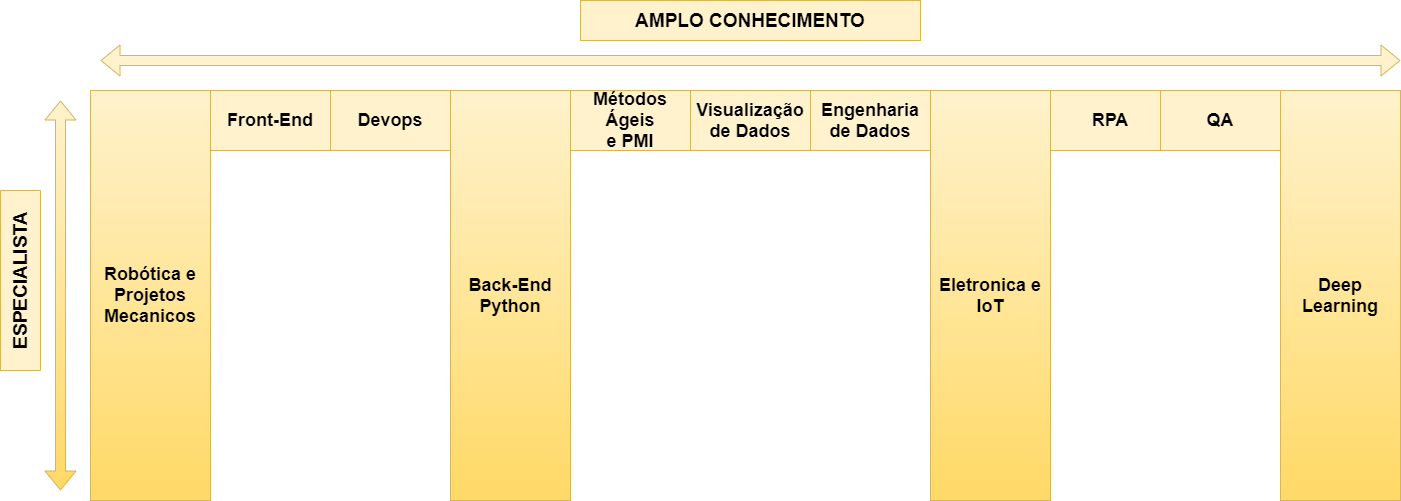 AMPLO CONHECIMENTO
ESPECIALISTA
Robótica e
Projetos
Mecanicos
Front-End
Devops
Back-End
Python
Métodos
Ágeis
e PMI
Visualização
de Dados
Engenharia
de Dados
Eletronica e
IoT
RPA
QA
Deep
Learning